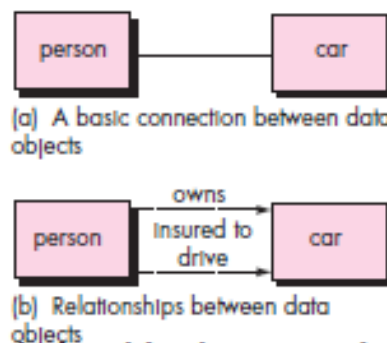 person car
(a) A basic connection between data
objects
owns
person insured to car
drive
(b) Relationships between data
objects